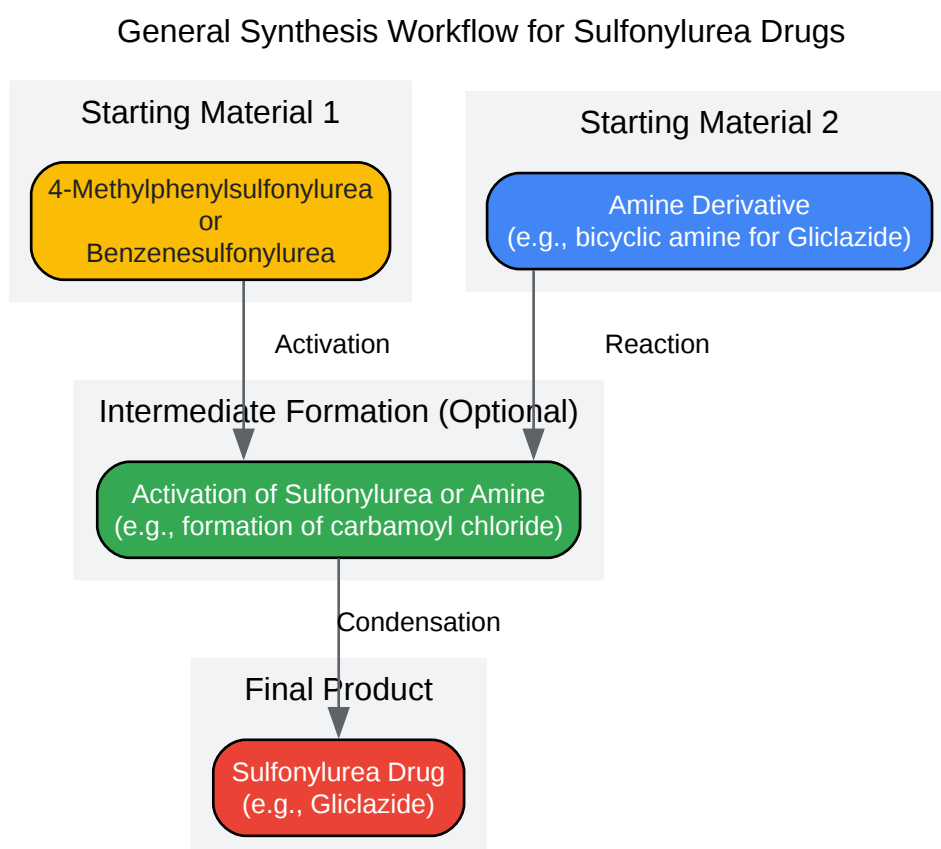 General Synthesis Workflow for Sulfonylurea Drugs
Starting Material 1
4-Methylphenylsulfonylurea
or
Benzenesulfonylurea
Starting Material 2
Amine Derivative
(e.g., bicyclic amine for Gliclazide)
Activation
Reaction
Intermediate Formation (Optional)
Activation of Sulfonylurea or Amine
(e.g., formation of carbamoyl chloride)
Condensation
Final Product
Sulfonylurea Drug
(e.g., Gliclazide)